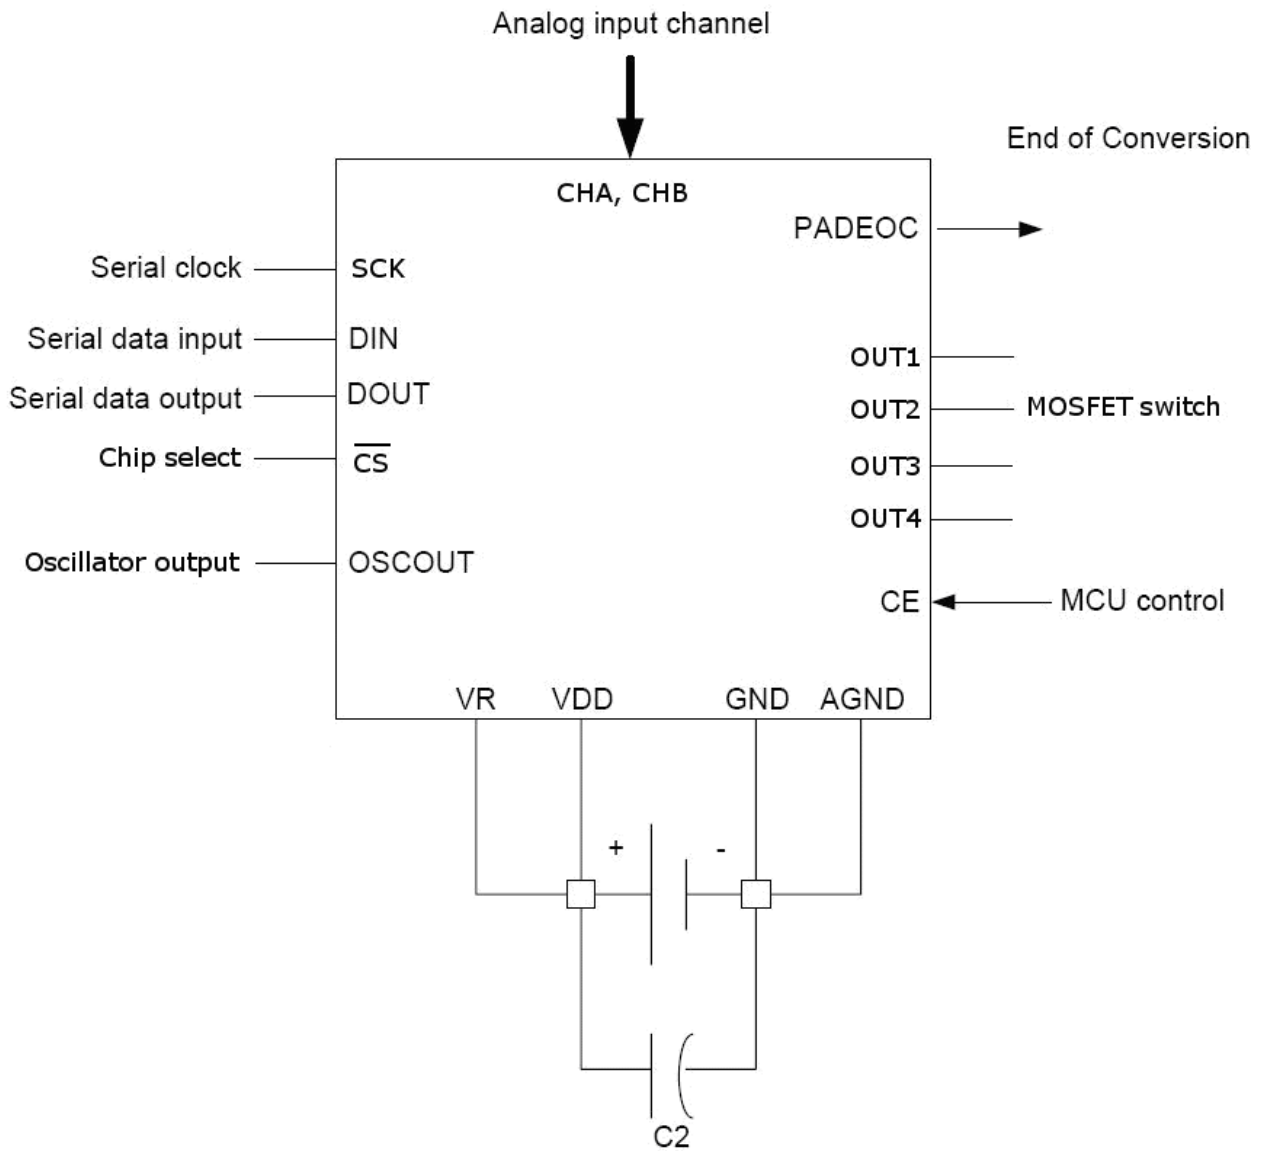 Analog input channel
End of Conversion
CHA, CHB
PADEOC
Serial clock SCK
Serial data input DIN
OUT1
Serial data output DOUT
OUT2 MOSFET switch
Chip select C̅S̅
OUT3
OUT4
Oscillator output OSCOUT
CE MCU control
VR VDD GND AGND
+ -
C2